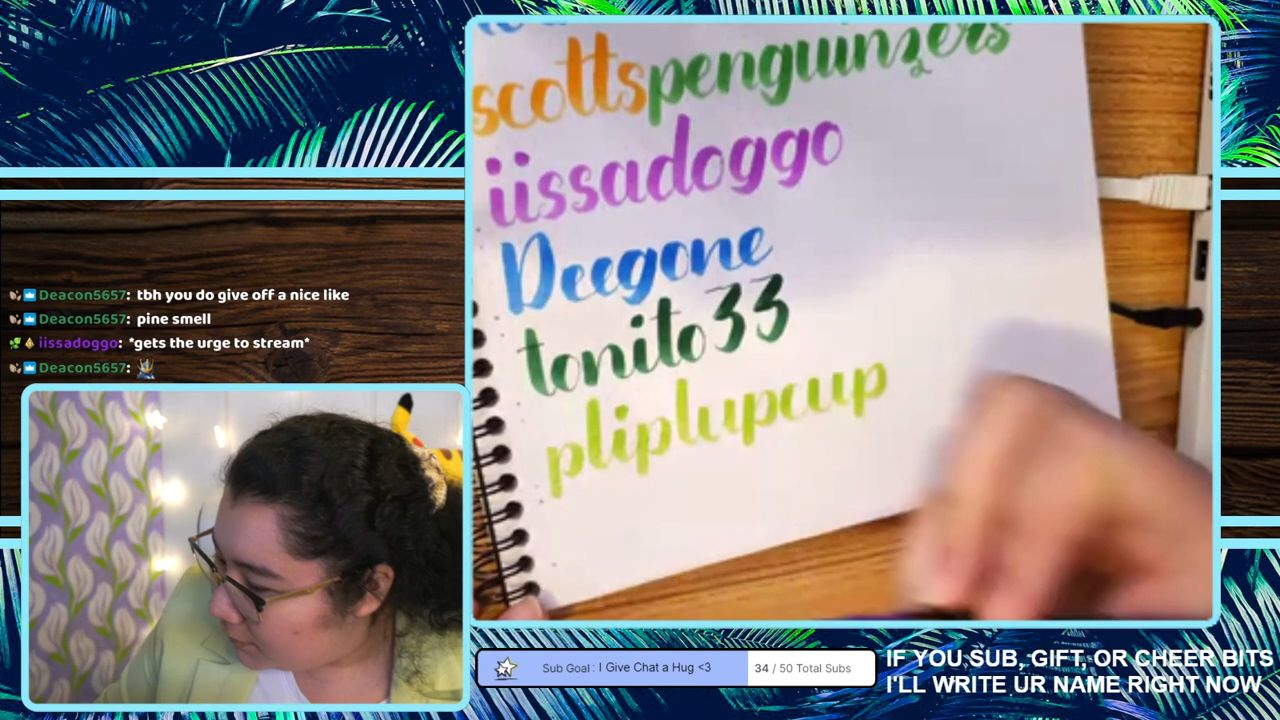 scottspenguinzers
iissadoggo
Deegone
tonito33
pliplupcup
Deacon5657: tbh you do give off a nice like
Deacon5657: pine smell
iissadoggo: *gets the urge to stream*
Deacon5657:
Sub Goal: I Give Chat a Hug <3 34 / 50 Total Subs
IF YOU SUB, GIFT, OR CHEER BITS
I'LL WRITE UR NAME RIGHT NOW